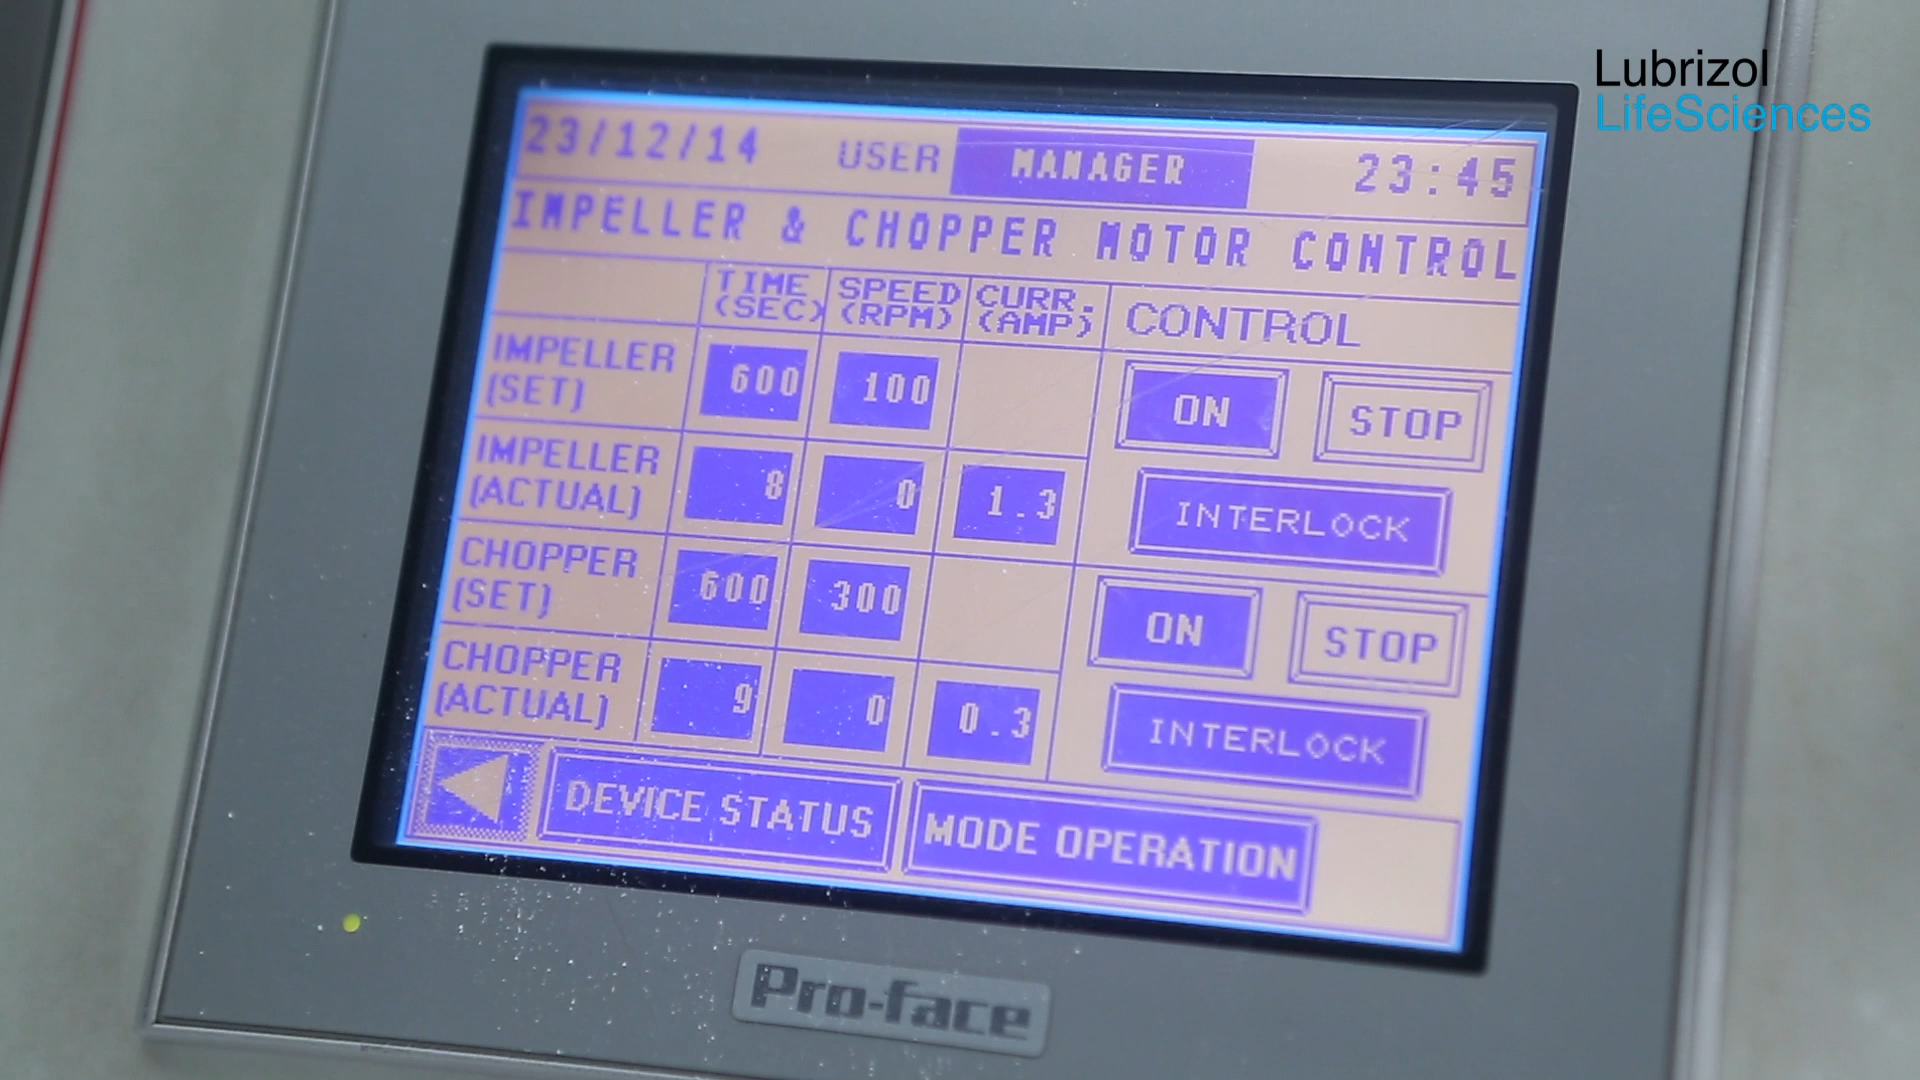 Lubrizol
LifeSciences
23/12/14 USER MANAGER 23:45
IMPELLER & CHOPPER MOTOR CONTROL
TIME (SEC) SPEED (RPM) CURR. (AMP) CONTROL
IMPELLER (SET) 600 100 ON STOP
IMPELLER (ACTUAL) 8 0 1.3 INTERLOCK
CHOPPER (SET) 600 300 ON STOP
CHOPPER (ACTUAL) 9 0 0.3 INTERLOCK
DEVICE STATUS MODE OPERATION
Pro-face